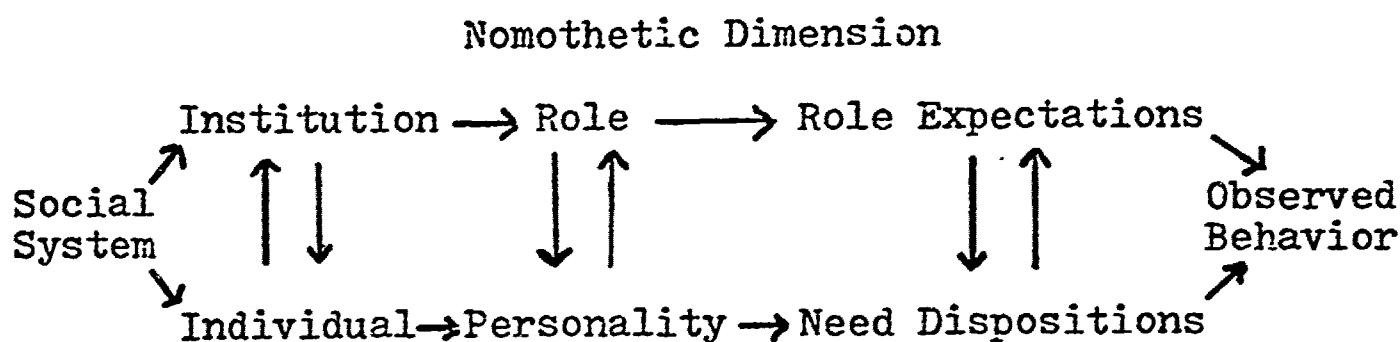 Nomothetic Dimension
Institution → Role → Role Expectations
Social System
Observed Behavior
Individual → Personality → Need Dispositions